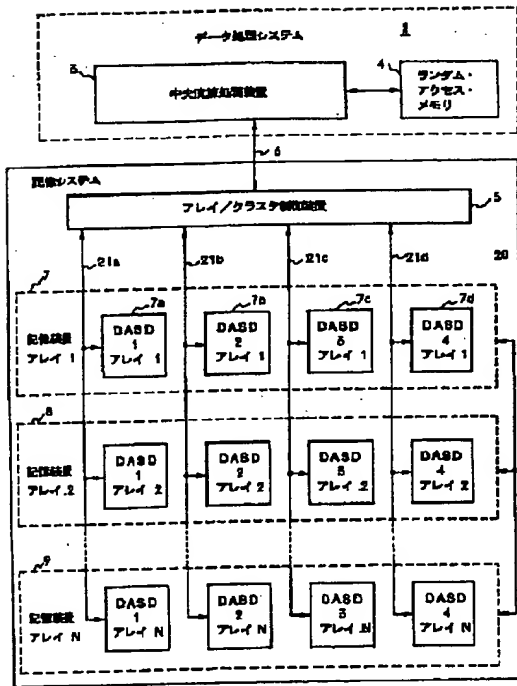 データ処理システム
1
3
中央演算処理装置
4
ランダム・
アクセス・
メモリ
6
記憶システム
アレイ/クラスタ制御装置
5
20
21a
21b
21c
21d
7
記憶装置
アレイ 1
7a
DASD
1
アレイ 1
7b
DASD
2
アレイ 1
7c
DASD
3
アレイ 1
7d
DASD
4
アレイ 1
8
記憶装置
アレイ.2
DASD
1
アレイ 2
DASD
2
アレイ.2
DASD
3
アレイ.2
DASD
4
アレイ 2
9
記憶装置
アレイ N
DASD
1
アレイ N
DASD
2
アレイ N
DASD
3
アレイ.N
DASD
4
アレイ N